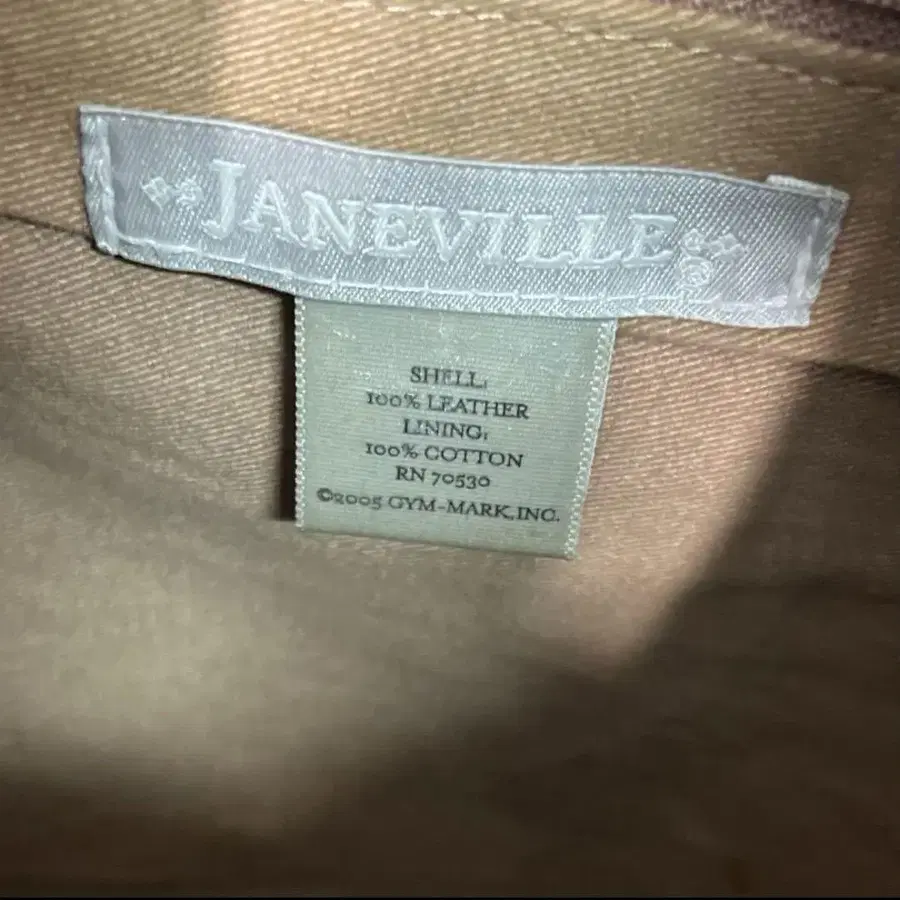 JANEVILLE
SHELL:
100% LEATHER
LINING:
100% COTTON
RN 70530
©2005 GYM-MARK, INC.